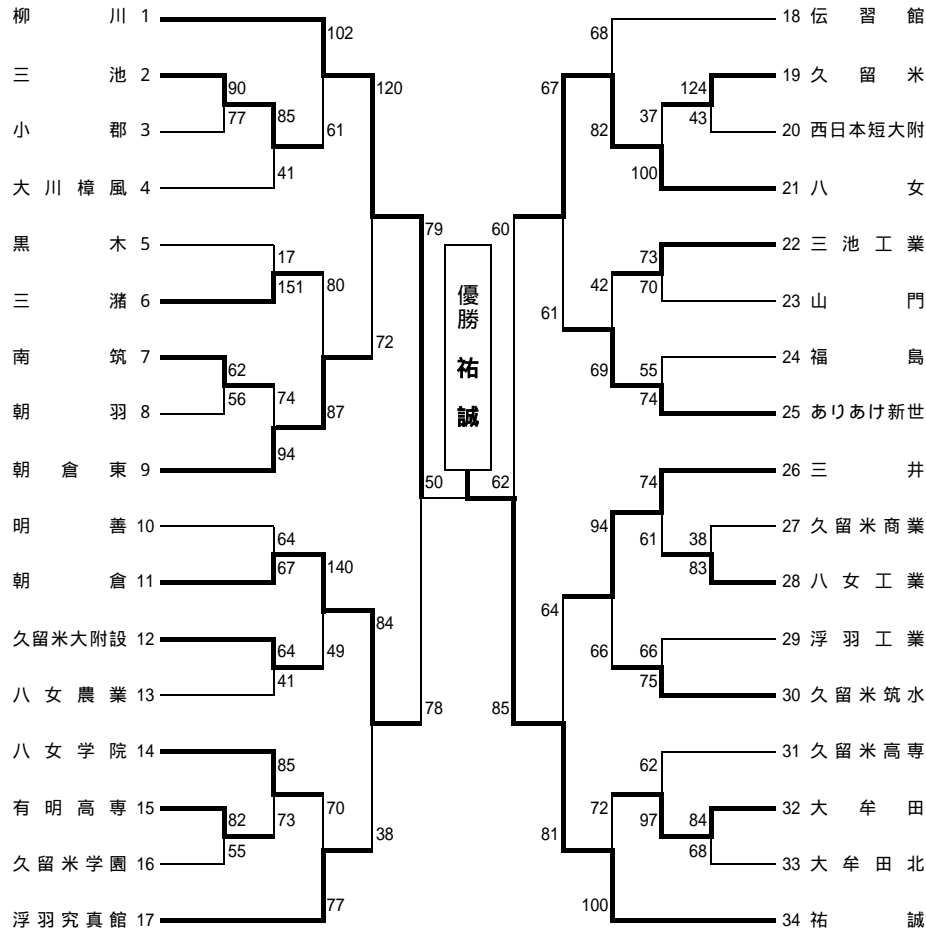 柳川 1
三池 2
小郡 3
大川樟風 4
黒木 5
三潴 6
南筑 7
朝羽 8
朝倉東 9
明善 10
朝倉 11
久留米大附設 12
八女農業 13
八女学院 14
有明高専 15
久留米学園 16
浮羽究真館 17
102
90
77
85
41
61
120
17
151
80
62
56
74
94
87
72
79
64
67
140
64
41
49
84
85
82
55
73
70
77
38
78
50
優勝 祐誠
62
60
67
68
82
37
124
43
100
61
42
73
70
69
55
74
85
64
94
74
61
38
83
66
66
75
81
72
62
97
84
68
100
18 伝習館
19 久留米
20 西日本短大附
21 八女
22 三池工業
23 山門
24 福島
25 ありあけ新世
26 三井
27 久留米商業
28 八女工業
29 浮羽工業
30 久留米筑水
31 久留米高専
32 大牟田
33 大牟田北
34 祐誠